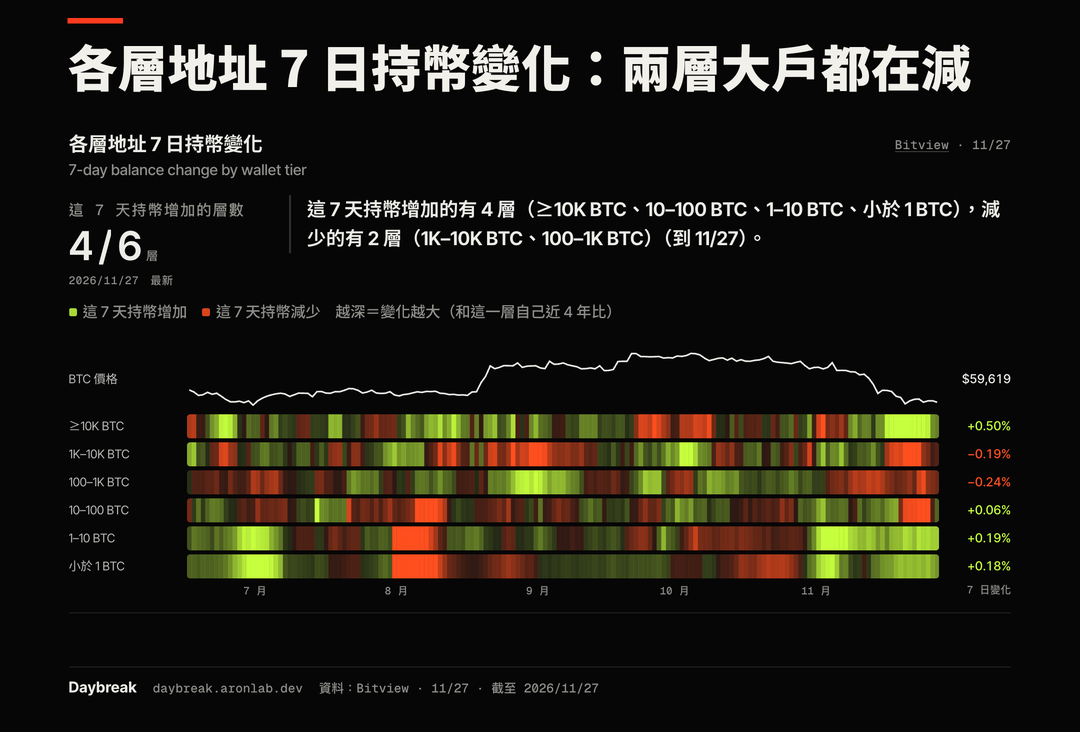 各層地址 7 日持幣變化：兩層大戶都在減
各層地址 7 日持幣變化
7-day balance change by wallet tier
Bitview · 11/27
這 7 天持幣增加的層數
4/6 層
2026/11/27 最新
這 7 天持幣增加的有 4 層（≥10K BTC、10–100 BTC、1–10 BTC、小於 1 BTC），減
少的有 2 層（1K–10K BTC、100–1K BTC）（到 11/27）。
這 7 天持幣增加 這 7 天持幣減少 越深＝變化越大（和這一層自己近 4 年比）
BTC 價格 $59,619
≥10K BTC +0.50%
1K–10K BTC −0.19%
100–1K BTC −0.24%
10–100 BTC +0.06%
1–10 BTC +0.19%
小於 1 BTC +0.18%
7 月 8 月 9 月 10 月 11 月 7 日變化
Daybreak daybreak.aronlab.dev 資料：Bitview · 11/27 · 截至 2026/11/27